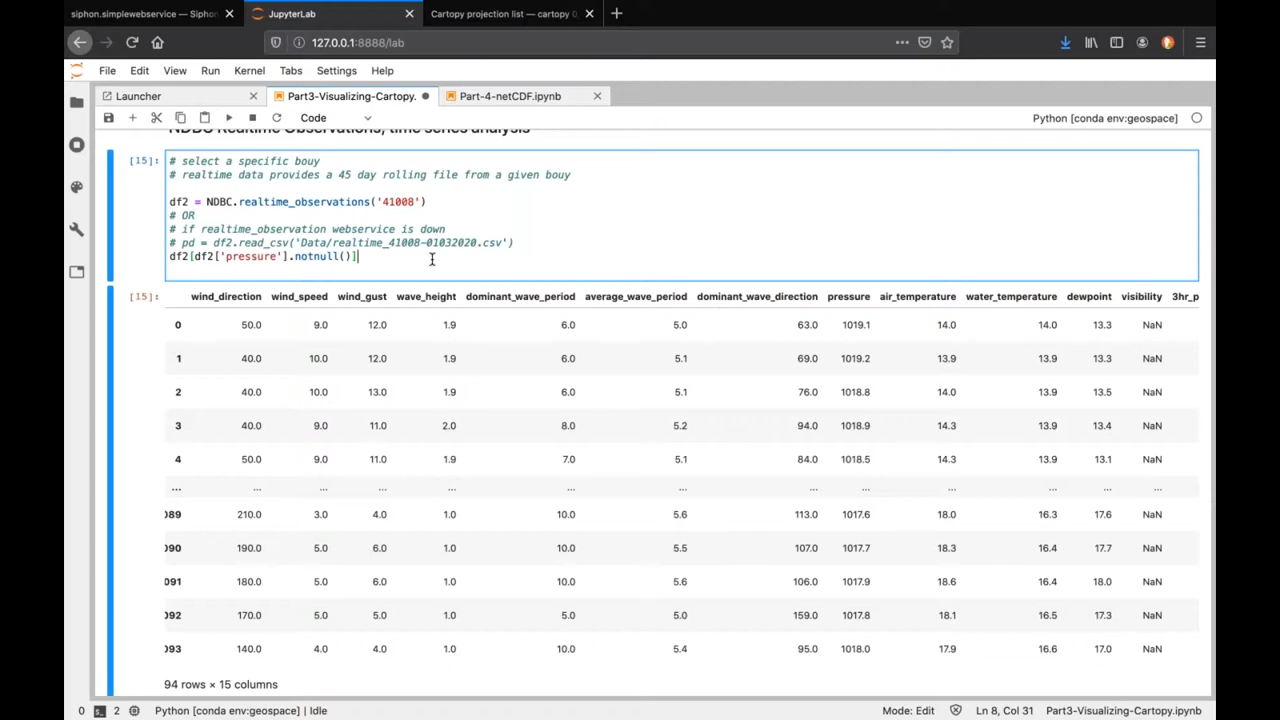 siphon.simplewebservice — Siphon
JupyterLab
Cartopy projection list — cartopy 0.
127.0.0.1:8888/lab
File Edit View Run Kernel Tabs Settings Help
Launcher
Part3-Visualizing-Cartopy.
Part-4-netCDF.ipynb
Code
Python [conda env:geospace]
NDBC Realtime Observations, time series analysis
[15]:
# select a specific bouy
# realtime data provides a 45 day rolling file from a given bouy
df2 = NDBC.realtime_observations('41008')
# OR
# if realtime_observation webservice is down
# pd = df2.read_csv('Data/realtime_41008-01032020.csv')
df2[df2['pressure'].notnull()]
[15]: wind_direction wind_speed wind_gust wave_height dominant_wave_period average_wave_period dominant_wave_direction pressure air_temperature water_temperature dewpoint visibility 3hr_p
0 50.0 9.0 12.0 1.9 6.0 5.0 63.0 1019.1 14.0 14.0 13.3 NaN
1 40.0 10.0 12.0 1.9 6.0 5.1 69.0 1019.2 13.9 13.9 13.3 NaN
2 40.0 10.0 13.0 1.9 6.0 5.1 76.0 1018.8 14.0 13.9 13.5 NaN
3 40.0 9.0 11.0 2.0 8.0 5.2 94.0 1018.9 14.3 13.9 13.4 NaN
4 50.0 9.0 11.0 1.9 7.0 5.1 84.0 1018.5 14.3 13.9 13.1 NaN
... ... ... ... ... ... ... ... ... ... ... ... ...
089 210.0 3.0 4.0 1.0 10.0 5.6 113.0 1017.6 18.0 16.3 17.6 NaN
090 190.0 5.0 6.0 1.0 10.0 5.5 107.0 1017.7 18.3 16.4 17.7 NaN
091 180.0 5.0 6.0 1.0 10.0 5.6 106.0 1017.9 18.6 16.4 18.0 NaN
092 170.0 5.0 5.0 1.0 5.0 5.0 159.0 1017.8 18.1 16.5 17.3 NaN
093 140.0 4.0 4.0 1.0 10.0 5.4 95.0 1018.0 17.9 16.6 17.0 NaN
94 rows × 15 columns
0 2 Python [conda env:geospace] | Idle
Mode: Edit Ln 8, Col 31 Part3-Visualizing-Cartopy.ipynb